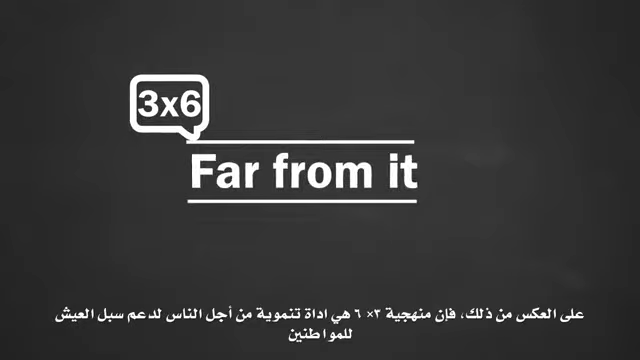 3x6
Far from it
على العكس من ذلك، فإن منهجية ٣× ٦ هي اداة تنموية من أجل الناس لدعم سبل العيش
للمواطنين